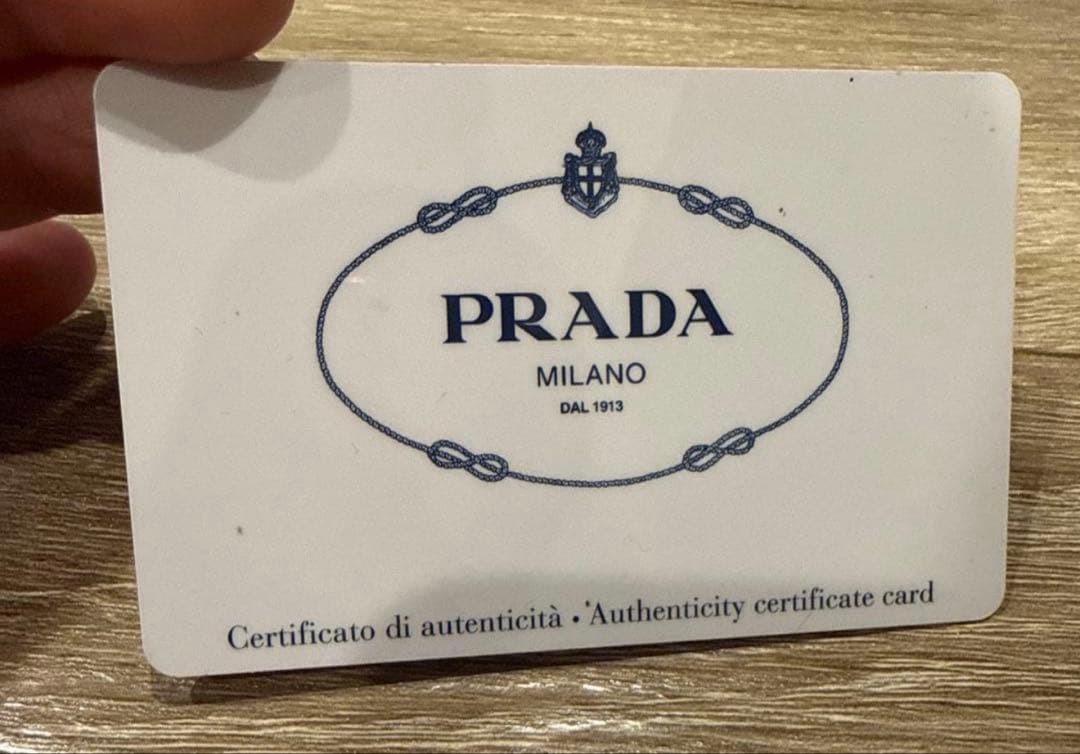 PRADA
MILANO
DAL 1913
Certificato di autenticità • Authenticity certificate card